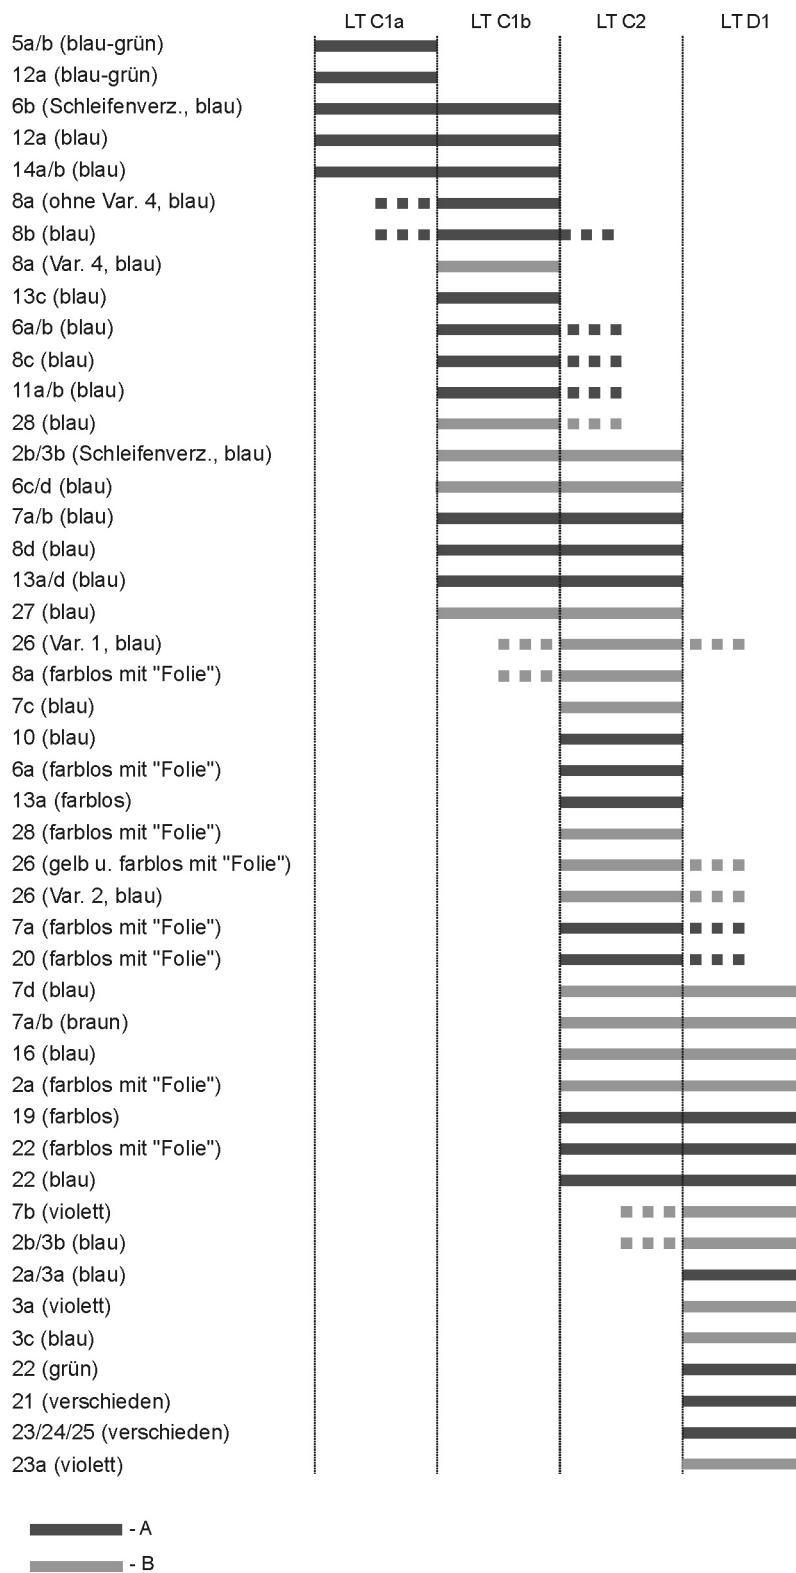 LT C1a LT C1b LT C2 LT D1
5a/b (blau-grün)
12a (blau-grün)
6b (Schleifenverz., blau)
12a (blau)
14a/b (blau)
8a (ohne Var. 4, blau)
8b (blau)
8a (Var. 4, blau)
13c (blau)
6a/b (blau)
8c (blau)
11a/b (blau)
28 (blau)
2b/3b (Schleifenverz., blau)
6c/d (blau)
7a/b (blau)
8d (blau)
13a/d (blau)
27 (blau)
26 (Var. 1, blau)
8a (farblos mit "Folie")
7c (blau)
10 (blau)
6a (farblos mit "Folie")
13a (farblos)
28 (farblos mit "Folie")
26 (gelb u. farblos mit "Folie")
26 (Var. 2, blau)
7a (farblos mit "Folie")
20 (farblos mit "Folie")
7d (blau)
7a/b (braun)
16 (blau)
2a (farblos mit "Folie")
19 (farblos)
22 (farblos mit "Folie")
22 (blau)
7b (violett)
2b/3b (blau)
2a/3a (blau)
3a (violett)
3c (blau)
22 (grün)
21 (verschieden)
23/24/25 (verschieden)
23a (violett)
- A
- B